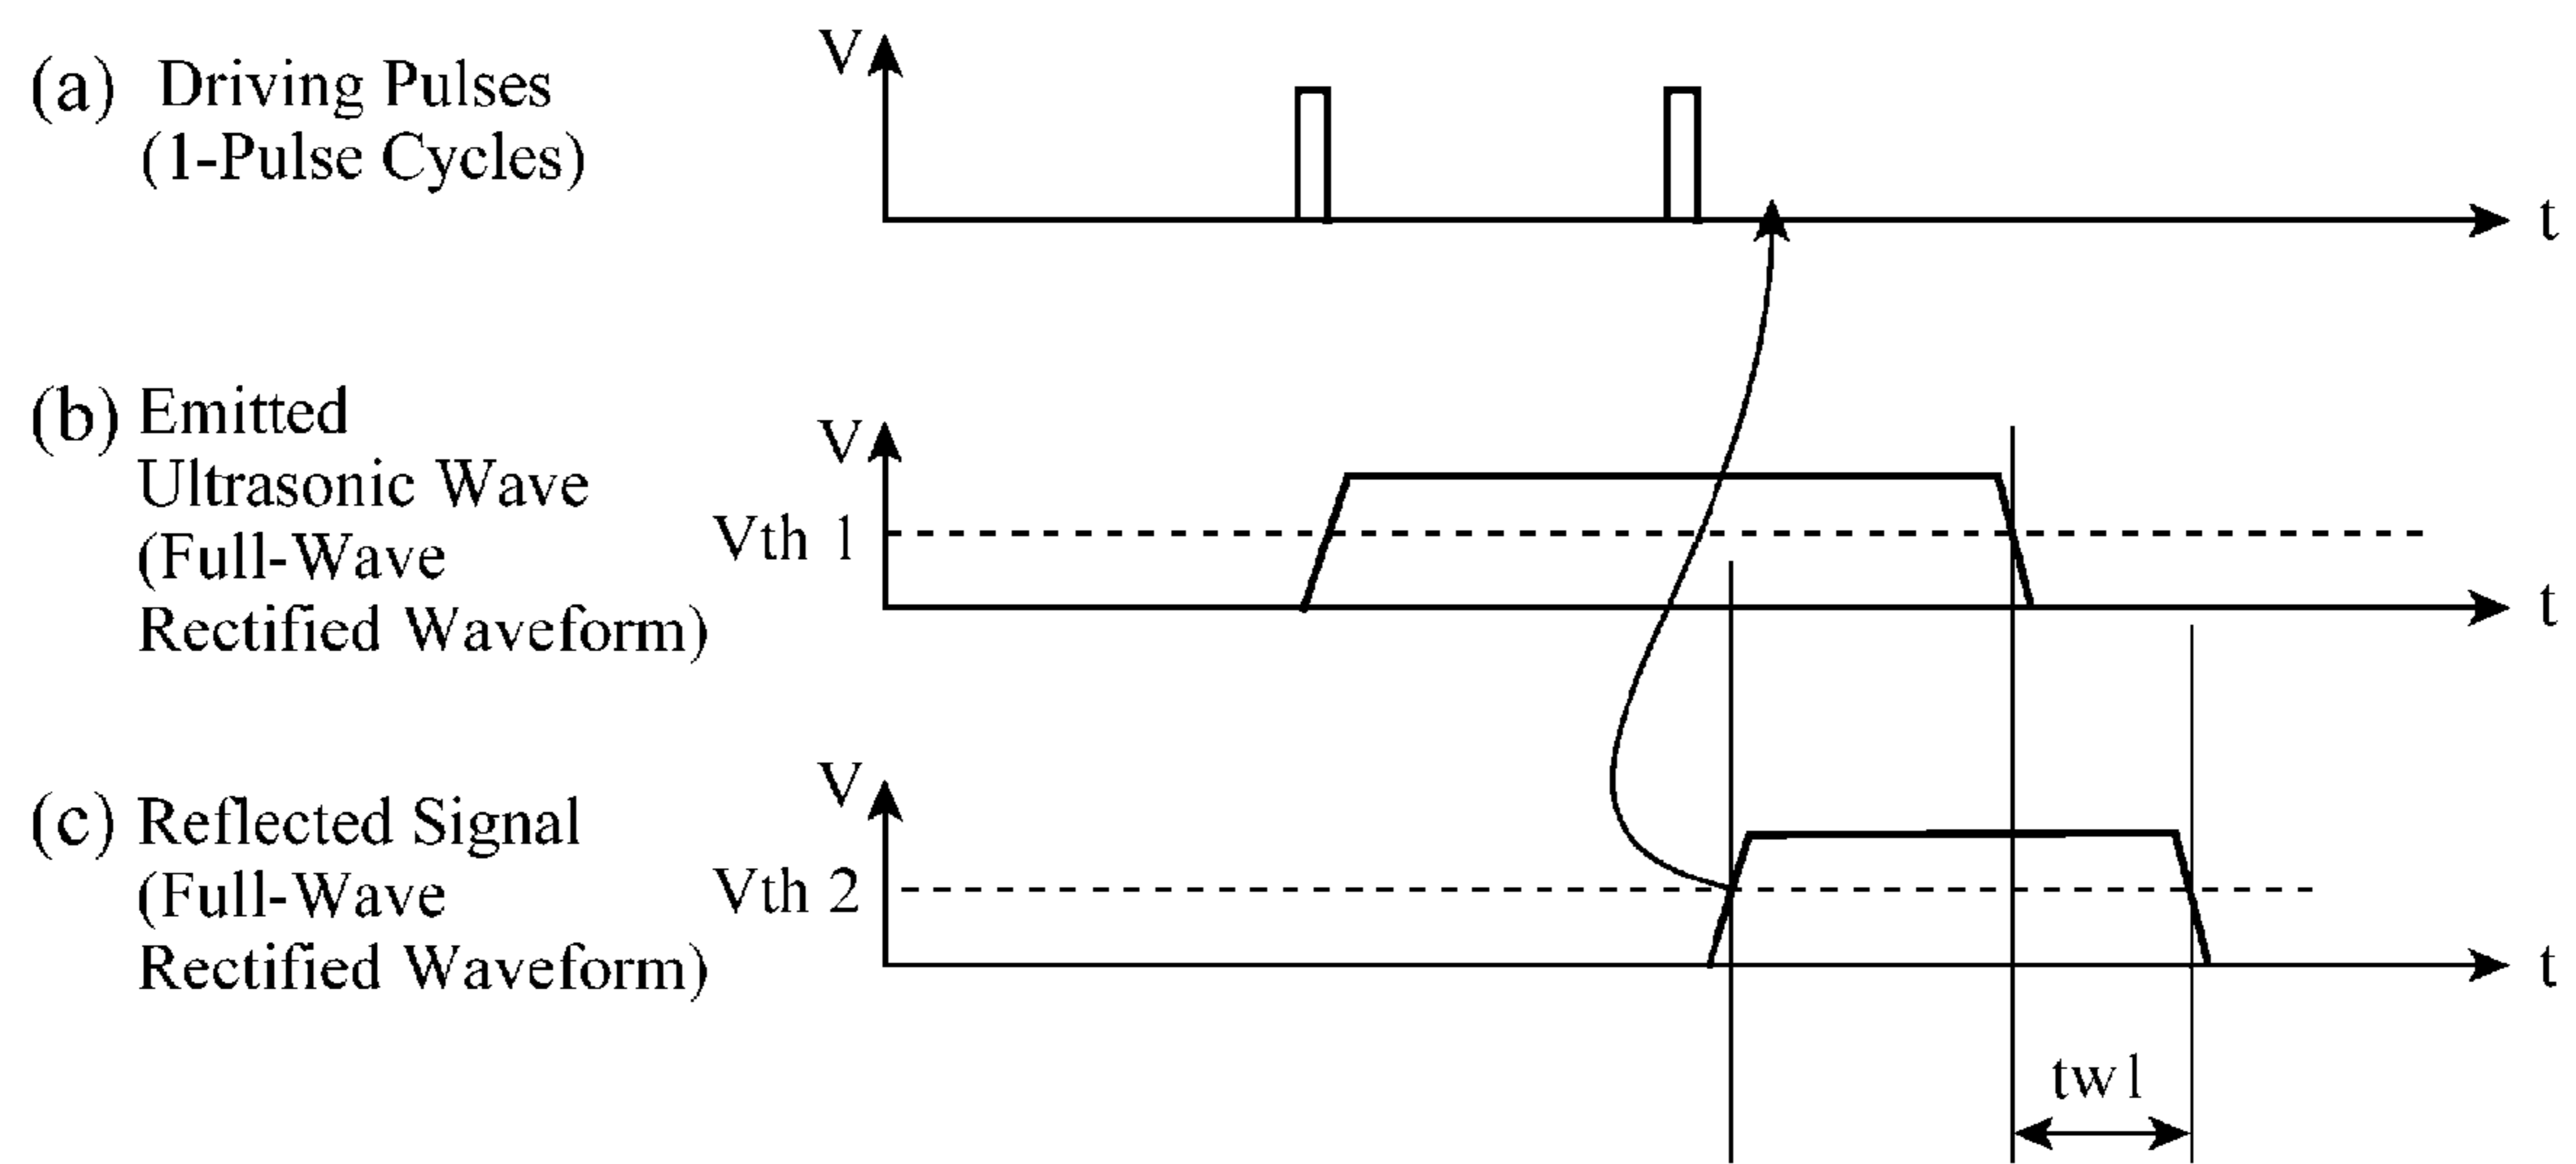 (a) Driving Pulses
(1-Pulse Cycles)
V
t
(b) Emitted
Ultrasonic Wave
(Full-Wave
Rectified Waveform)
V
Vth 1
t
(c) Reflected Signal
(Full-Wave
Rectified Waveform)
V
Vth 2
t
tw1